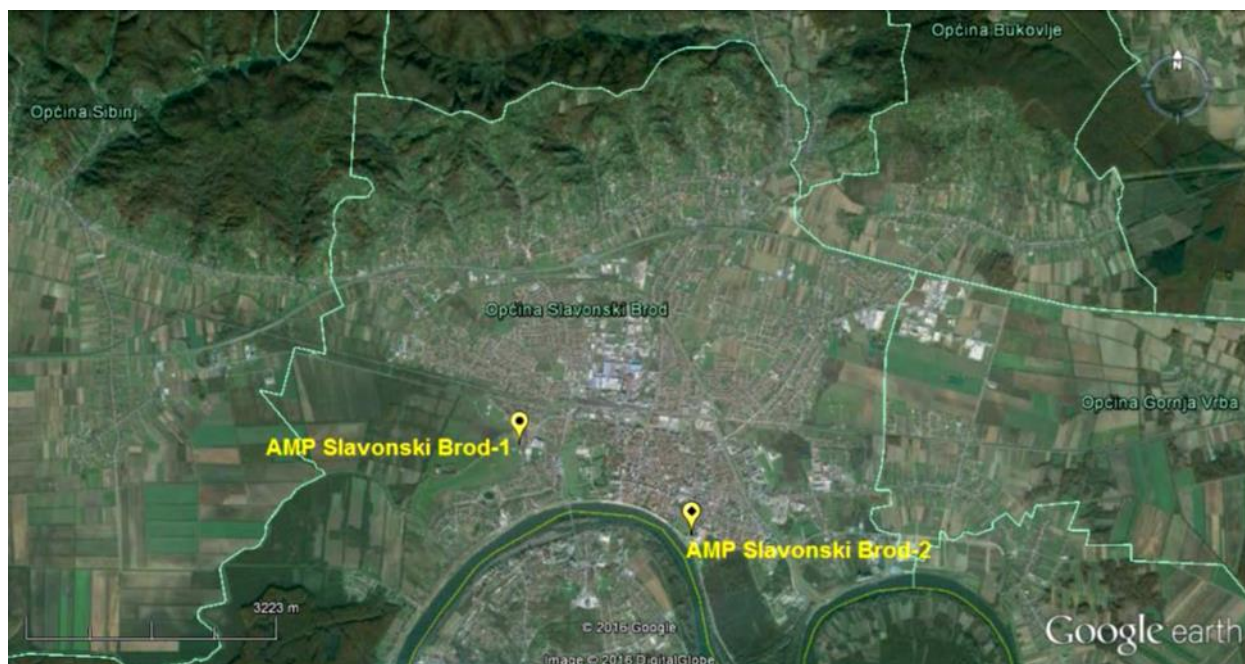 Općina Bukovlje
N
Općina Sibinj
Općina Slavonski Brod
Općina Gornja Vrba
AMP Slavonski Brod-1
AMP Slavonski Brod-2
3223 m
© 2016 Google
Image © 2016 DigitalGlobe
Google earth